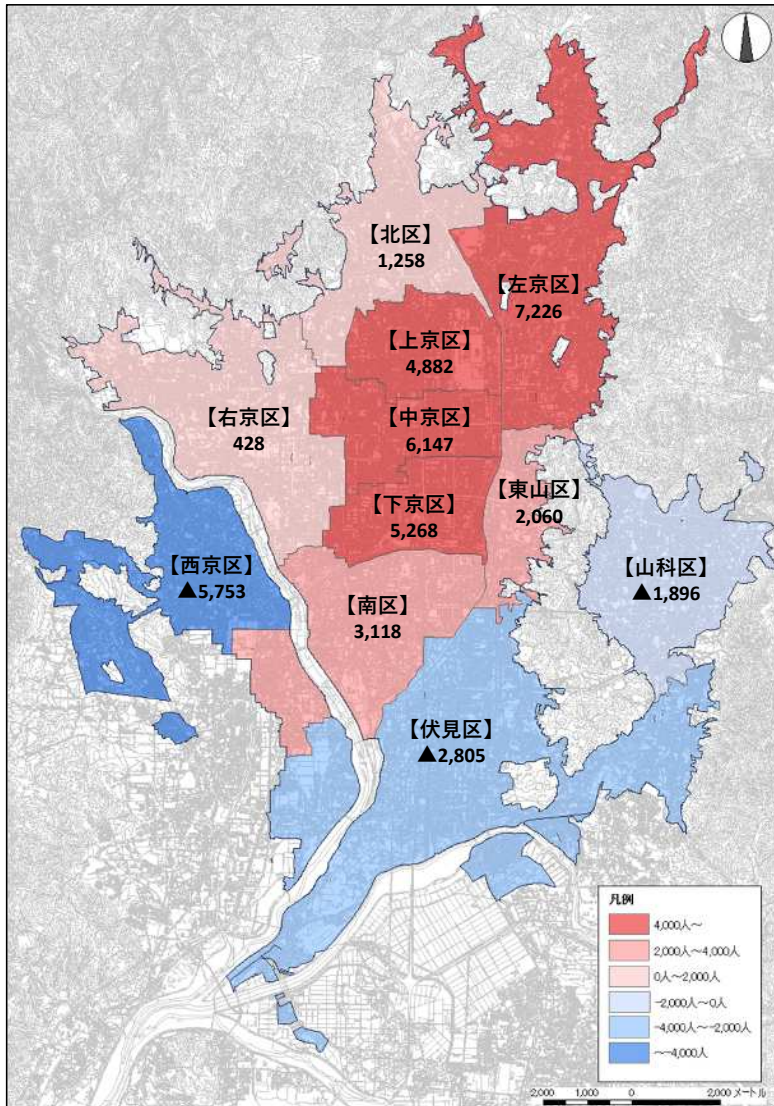 【北区】
1,258
【左京区】
7,226
【上京区】
4,882
【右京区】
428
【中京区】
6,147
【下京区】
5,268
【東山区】
2,060
【西京区】
▲5,753
【南区】
3,118
【山科区】
▲1,896
【伏見区】
▲2,805
凡例
4,000人～
2,000人～4,000人
0人～2,000人
-2,000人～0人
-4,000人～-2,000人
～-4,000人
2,000 1,000 0 2,000 メートル